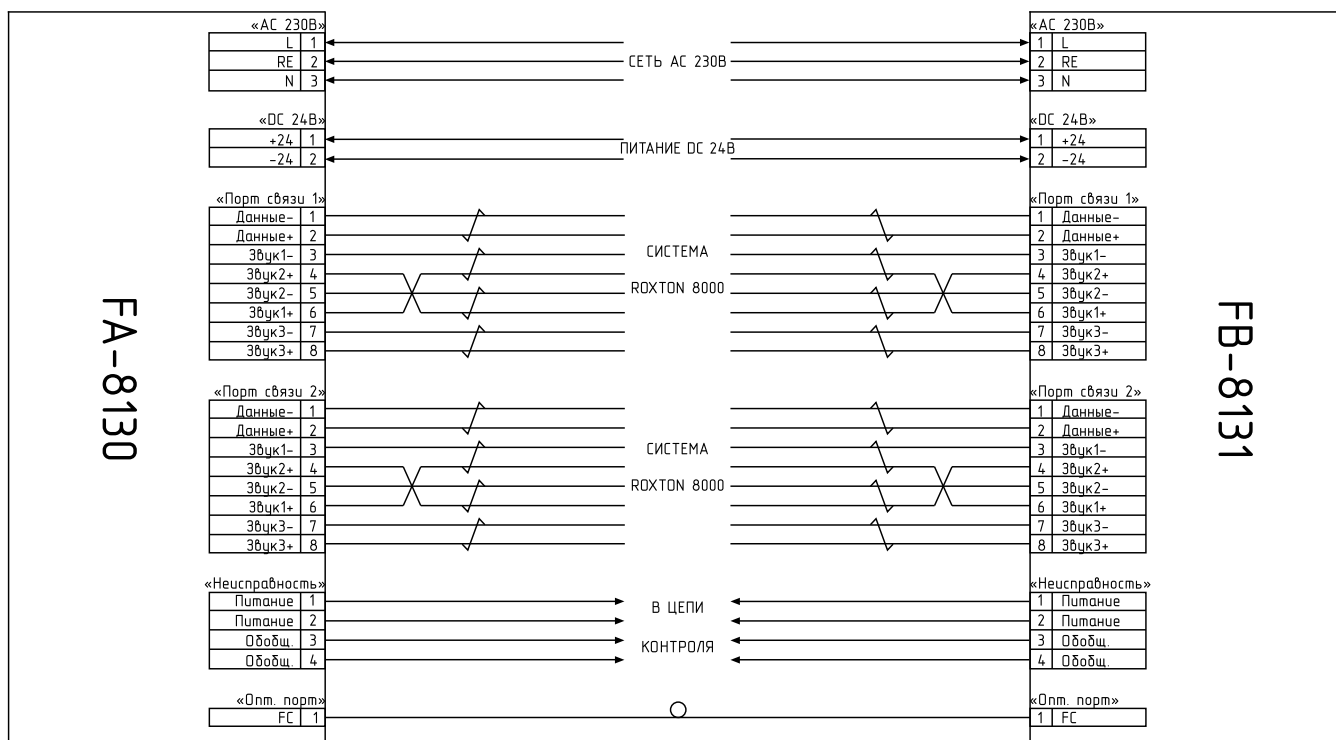 FA-8130
«АС 230В»
L 1
RE 2
N 3
«DC 24В»
+24 1
-24 2
«Порт связи 1»
Данные- 1
Данные+ 2
Звук1- 3
Звук2+ 4
Звук2- 5
Звук1+ 6
Звук3- 7
Звук3+ 8
«Порт связи 2»
Данные- 1
Данные+ 2
Звук1- 3
Звук2+ 4
Звук2- 5
Звук1+ 6
Звук3- 7
Звук3+ 8
«Неисправность»
Питание 1
Питание 2
Обобщ. 3
Обобщ. 4
«Опт. порт»
FC 1
СЕТЬ АС 230В
ПИТАНИЕ DC 24В
СИСТЕМА
ROXTON 8000
СИСТЕМА
ROXTON 8000
В ЦЕПИ
КОНТРОЛЯ
«АС 230В»
1 L
2 RE
3 N
«DC 24В»
1 +24
2 -24
«Порт связи 1»
1 Данные-
2 Данные+
3 Звук1-
4 Звук2+
5 Звук2-
6 Звук1+
7 Звук3-
8 Звук3+
«Порт связи 2»
1 Данные-
2 Данные+
3 Звук1-
4 Звук2+
5 Звук2-
6 Звук1+
7 Звук3-
8 Звук3+
«Неисправность»
1 Питание
2 Питание
3 Обобщ.
4 Обобщ.
«Опт. порт»
1 FC
FB-8131